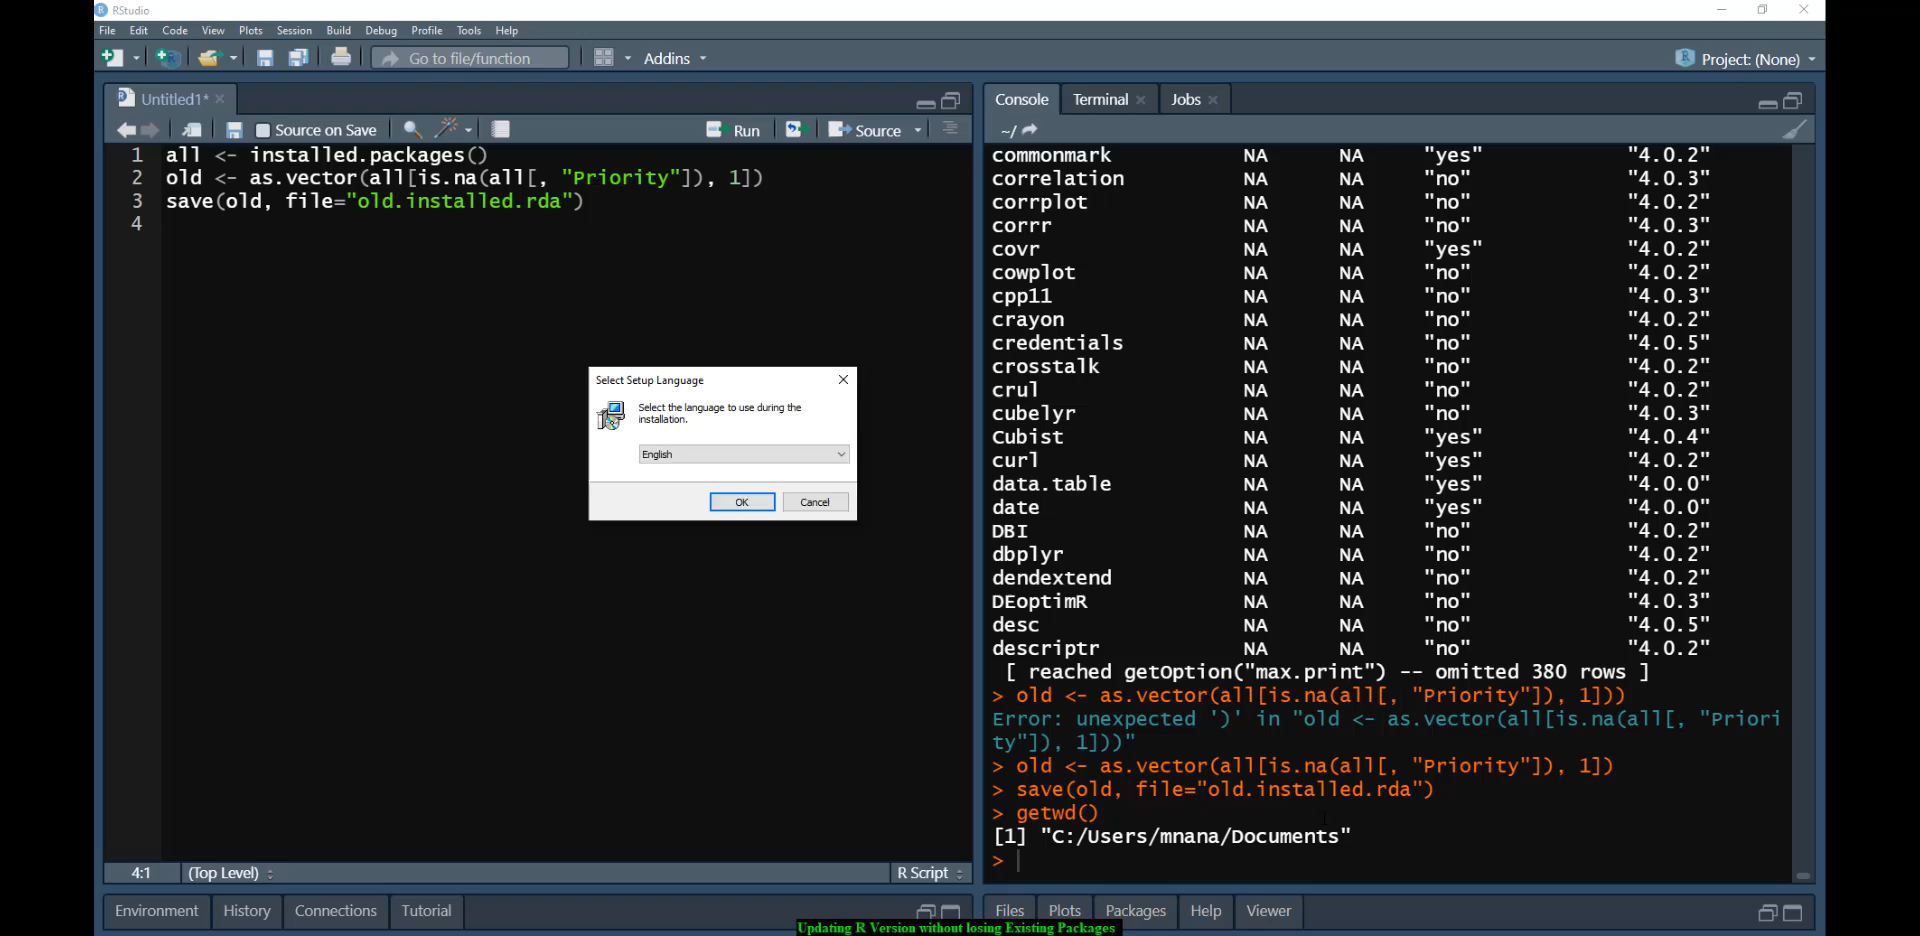 RStudio
File Edit Code View Plots Session Build Debug Profile Tools Help
Go to file/function Addins Project: (None)
Untitled1*
Source on Save Run Source
1 all <- installed.packages()
2 old <- as.vector(all[is.na(all[, "Priority"]), 1])
3 save(old, file="old.installed.rda")
4
Select Setup Language
Select the language to use during the
installation.
English
OK Cancel
4:1 (Top Level) R Script
Environment History Connections Tutorial
Console Terminal Jobs
~/
commonmark NA NA "yes" "4.0.2"
correlation NA NA "no" "4.0.3"
corrplot NA NA "no" "4.0.2"
corrr NA NA "no" "4.0.3"
covr NA NA "yes" "4.0.2"
cowplot NA NA "no" "4.0.2"
cpp11 NA NA "no" "4.0.3"
crayon NA NA "no" "4.0.2"
credentials NA NA "no" "4.0.5"
crosstalk NA NA "no" "4.0.2"
crul NA NA "no" "4.0.2"
cubelyr NA NA "no" "4.0.3"
Cubist NA NA "yes" "4.0.4"
curl NA NA "yes" "4.0.2"
data.table NA NA "yes" "4.0.0"
date NA NA "yes" "4.0.0"
DBI NA NA "no" "4.0.2"
dbplyr NA NA "no" "4.0.2"
dendextend NA NA "no" "4.0.2"
DEoptimR NA NA "no" "4.0.3"
desc NA NA "no" "4.0.5"
descriptr NA NA "no" "4.0.2"
[ reached getOption("max.print") -- omitted 380 rows ]
> old <- as.vector(all[is.na(all[, "Priority"]), 1]))
Error: unexpected ')' in "old <- as.vector(all[is.na(all[, "Priori
ty"]), 1]))"
> old <- as.vector(all[is.na(all[, "Priority"]), 1])
> save(old, file="old.installed.rda")
> getwd()
[1] "C:/Users/mnana/Documents"
>
Files Plots Packages Help Viewer
Updating R Version without losing Existing Packages